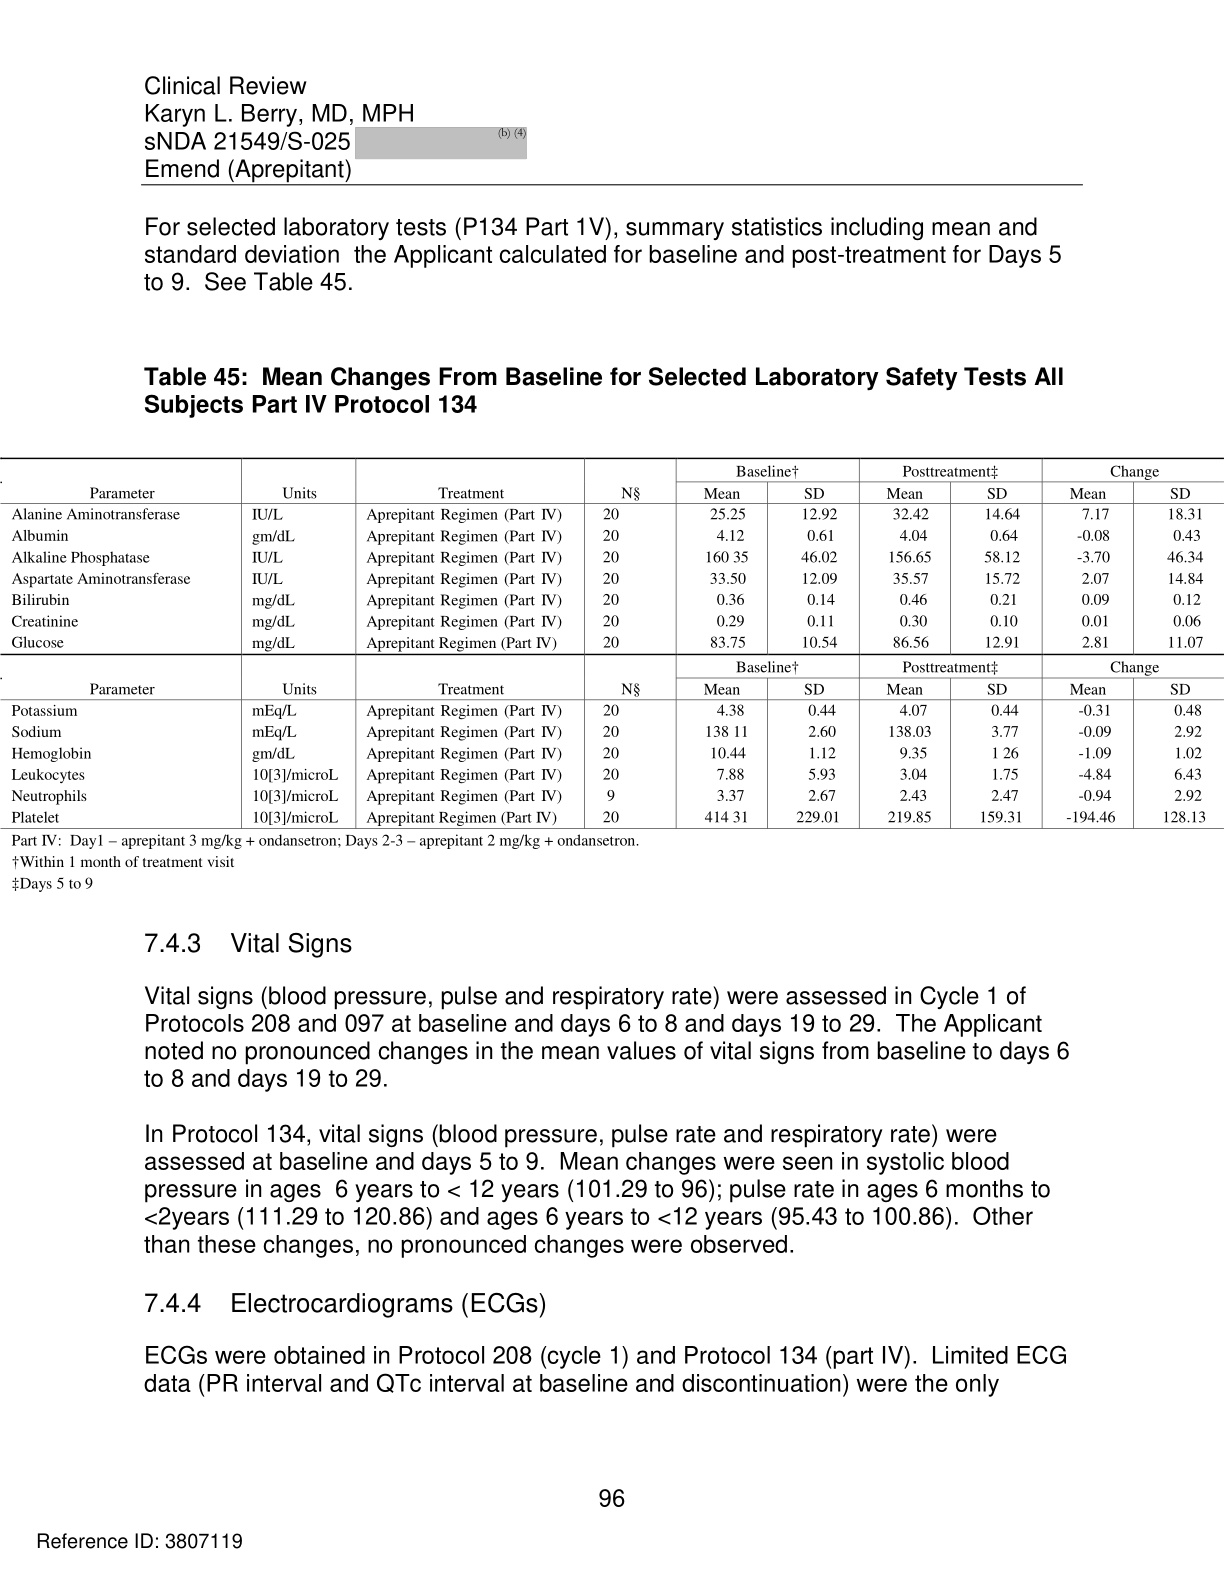 Clinical Review
Karyn L. Berry, MD, MPH
sNDA 21549/S-025 (b) (4)
Emend (Aprepitant)
For selected laboratory tests (P134 Part 1V), summary statistics including mean and
standard deviation  the Applicant calculated for baseline and post-treatment for Days 5
to 9.  See Table 45.
Table 45:  Mean Changes From Baseline for Selected Laboratory Safety Tests All
Subjects Part IV Protocol 134
Baseline† Posttreatment‡ Change
Parameter Units Treatment N§ Mean SD Mean SD Mean SD
Alanine Aminotransferase IU/L Aprepitant Regimen (Part IV) 20 25.25 12.92 32.42 14.64 7.17 18.31
Albumin gm/dL Aprepitant Regimen (Part IV) 20 4.12 0.61 4.04 0.64 -0.08 0.43
Alkaline Phosphatase IU/L Aprepitant Regimen (Part IV) 20 160 35 46.02 156.65 58.12 -3.70 46.34
Aspartate Aminotransferase IU/L Aprepitant Regimen (Part IV) 20 33.50 12.09 35.57 15.72 2.07 14.84
Bilirubin mg/dL Aprepitant Regimen (Part IV) 20 0.36 0.14 0.46 0.21 0.09 0.12
Creatinine mg/dL Aprepitant Regimen (Part IV) 20 0.29 0.11 0.30 0.10 0.01 0.06
Glucose mg/dL Aprepitant Regimen (Part IV) 20 83.75 10.54 86.56 12.91 2.81 11.07
Baseline† Posttreatment‡ Change
Parameter Units Treatment N§ Mean SD Mean SD Mean SD
Potassium mEq/L Aprepitant Regimen (Part IV) 20 4.38 0.44 4.07 0.44 -0.31 0.48
Sodium mEq/L Aprepitant Regimen (Part IV) 20 138 11 2.60 138.03 3.77 -0.09 2.92
Hemoglobin gm/dL Aprepitant Regimen (Part IV) 20 10.44 1.12 9.35 1 26 -1.09 1.02
Leukocytes 10[3]/microL Aprepitant Regimen (Part IV) 20 7.88 5.93 3.04 1.75 -4.84 6.43
Neutrophils 10[3]/microL Aprepitant Regimen (Part IV) 9 3.37 2.67 2.43 2.47 -0.94 2.92
Platelet 10[3]/microL Aprepitant Regimen (Part IV) 20 414 31 229.01 219.85 159.31 -194.46 128.13
Part IV:  Day1 – aprepitant 3 mg/kg + ondansetron; Days 2-3 – aprepitant 2 mg/kg + ondansetron.
†Within 1 month of treatment visit
‡Days 5 to 9
7.4.3 Vital Signs
Vital signs (blood pressure, pulse and respiratory rate) were assessed in Cycle 1 of
Protocols 208 and 097 at baseline and days 6 to 8 and days 19 to 29.  The Applicant
noted no pronounced changes in the mean values of vital signs from baseline to days 6
to 8 and days 19 to 29.
In Protocol 134, vital signs (blood pressure, pulse rate and respiratory rate) were
assessed at baseline and days 5 to 9.  Mean changes were seen in systolic blood
pressure in ages  6 years to < 12 years (101.29 to 96); pulse rate in ages 6 months to
<2years (111.29 to 120.86) and ages 6 years to <12 years (95.43 to 100.86).  Other
than these changes, no pronounced changes were observed.
7.4.4 Electrocardiograms (ECGs)
ECGs were obtained in Protocol 208 (cycle 1) and Protocol 134 (part IV).  Limited ECG
data (PR interval and QTc interval at baseline and discontinuation) were the only
96
Reference ID: 3807119